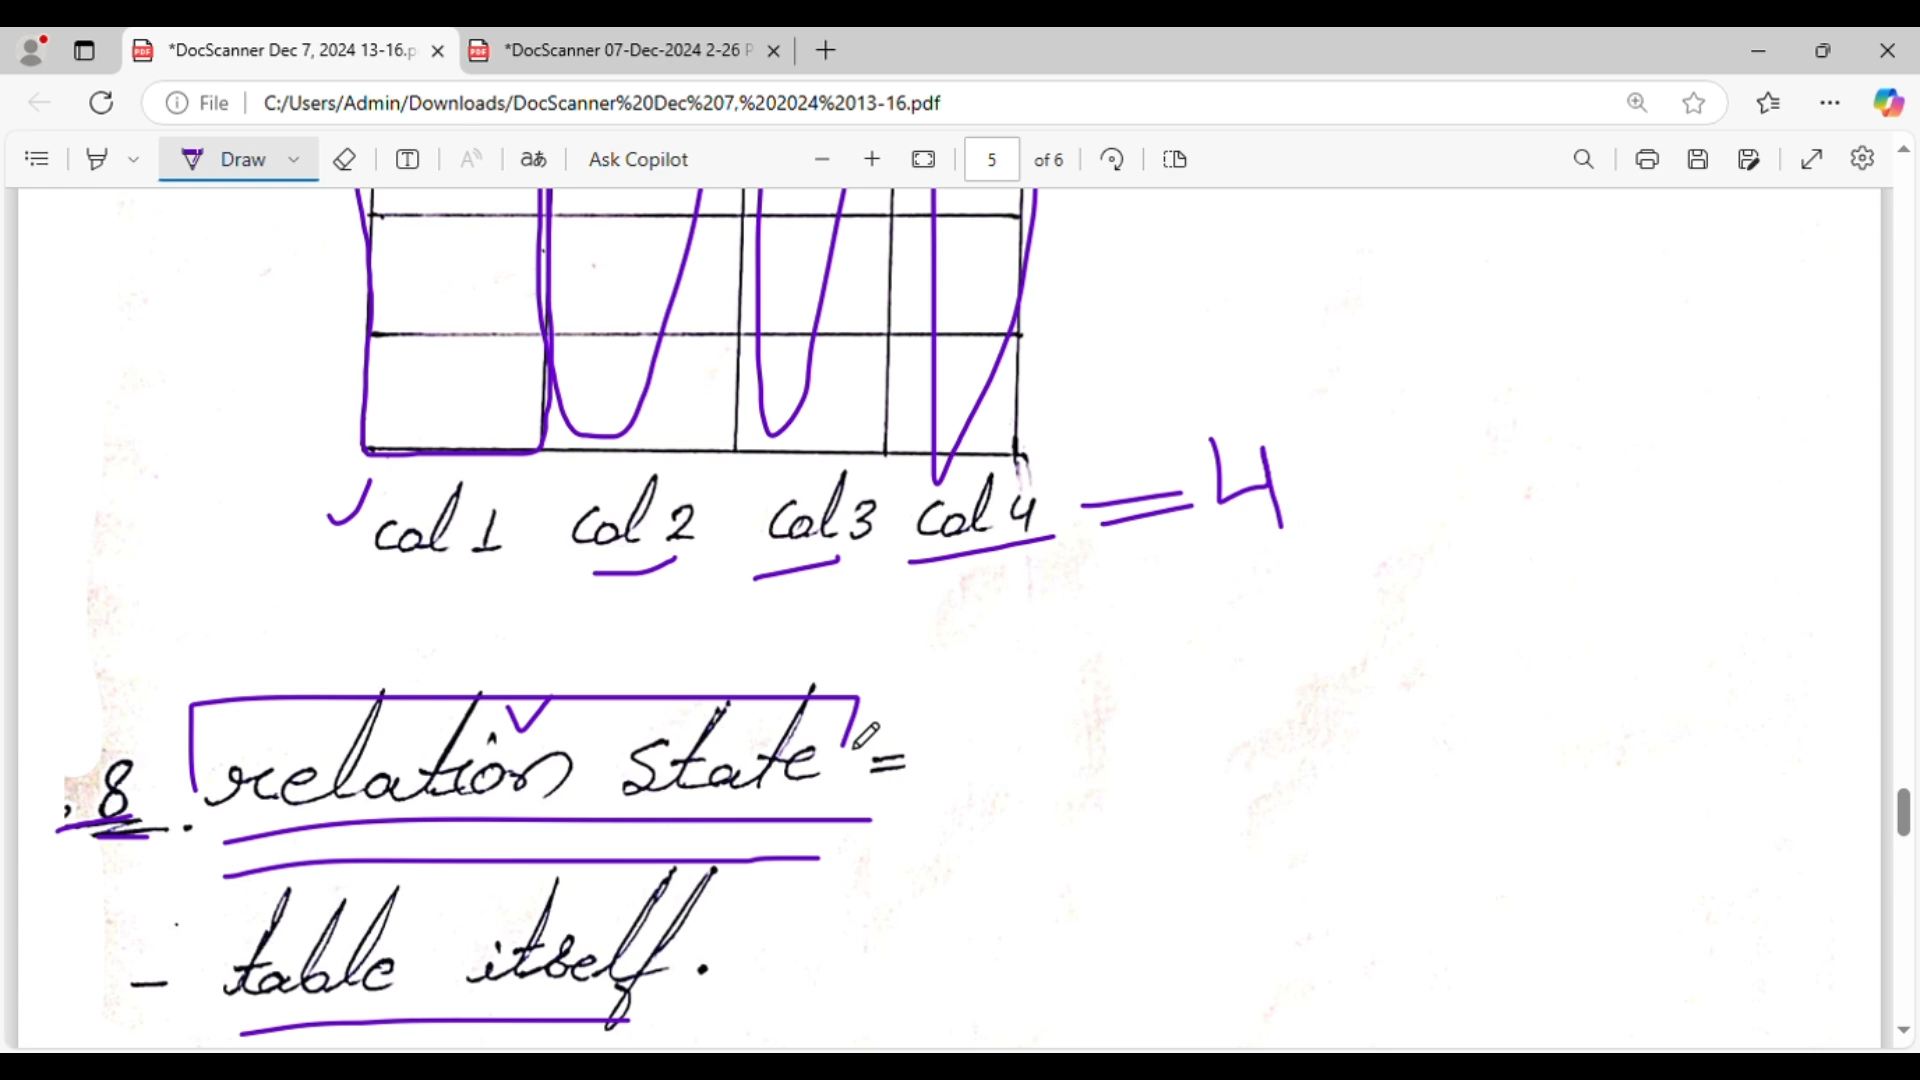 *DocScanner Dec 7, 2024 13-16.p
*DocScanner 07-Dec-2024 2-26 P
File C:/Users/Admin/Downloads/DocScanner%20Dec%207,%202024%2013-16.pdf
Draw Ask Copilot 5 of 6
col 1 col 2 col 3 col 4 = 4
8. relation state =
- table itself.